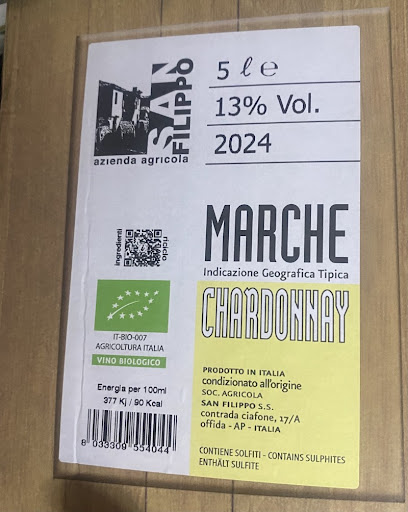 SAN
FILIPPO
azienda agricola
5 ℓ ℮
13% Vol.
2024
MARCHE
Indicazione Geografica Tipica
CHARDONNAY
ingredienti
riciclo
IT-BIO-007
AGRICOLTURA ITALIA
VINO BIOLOGICO
Energia per 100ml
377 Kj / 90 Kcal
8 033309 554044
PRODOTTO IN ITALIA
condizionato all'origine
SOC. AGRICOLA
SAN FILIPPO S.S.
contrada ciafone, 17/A
offida - AP - ITALIA
CONTIENE SOLFITI - CONTAINS SULPHITES
ENTHÄLT SULFITE